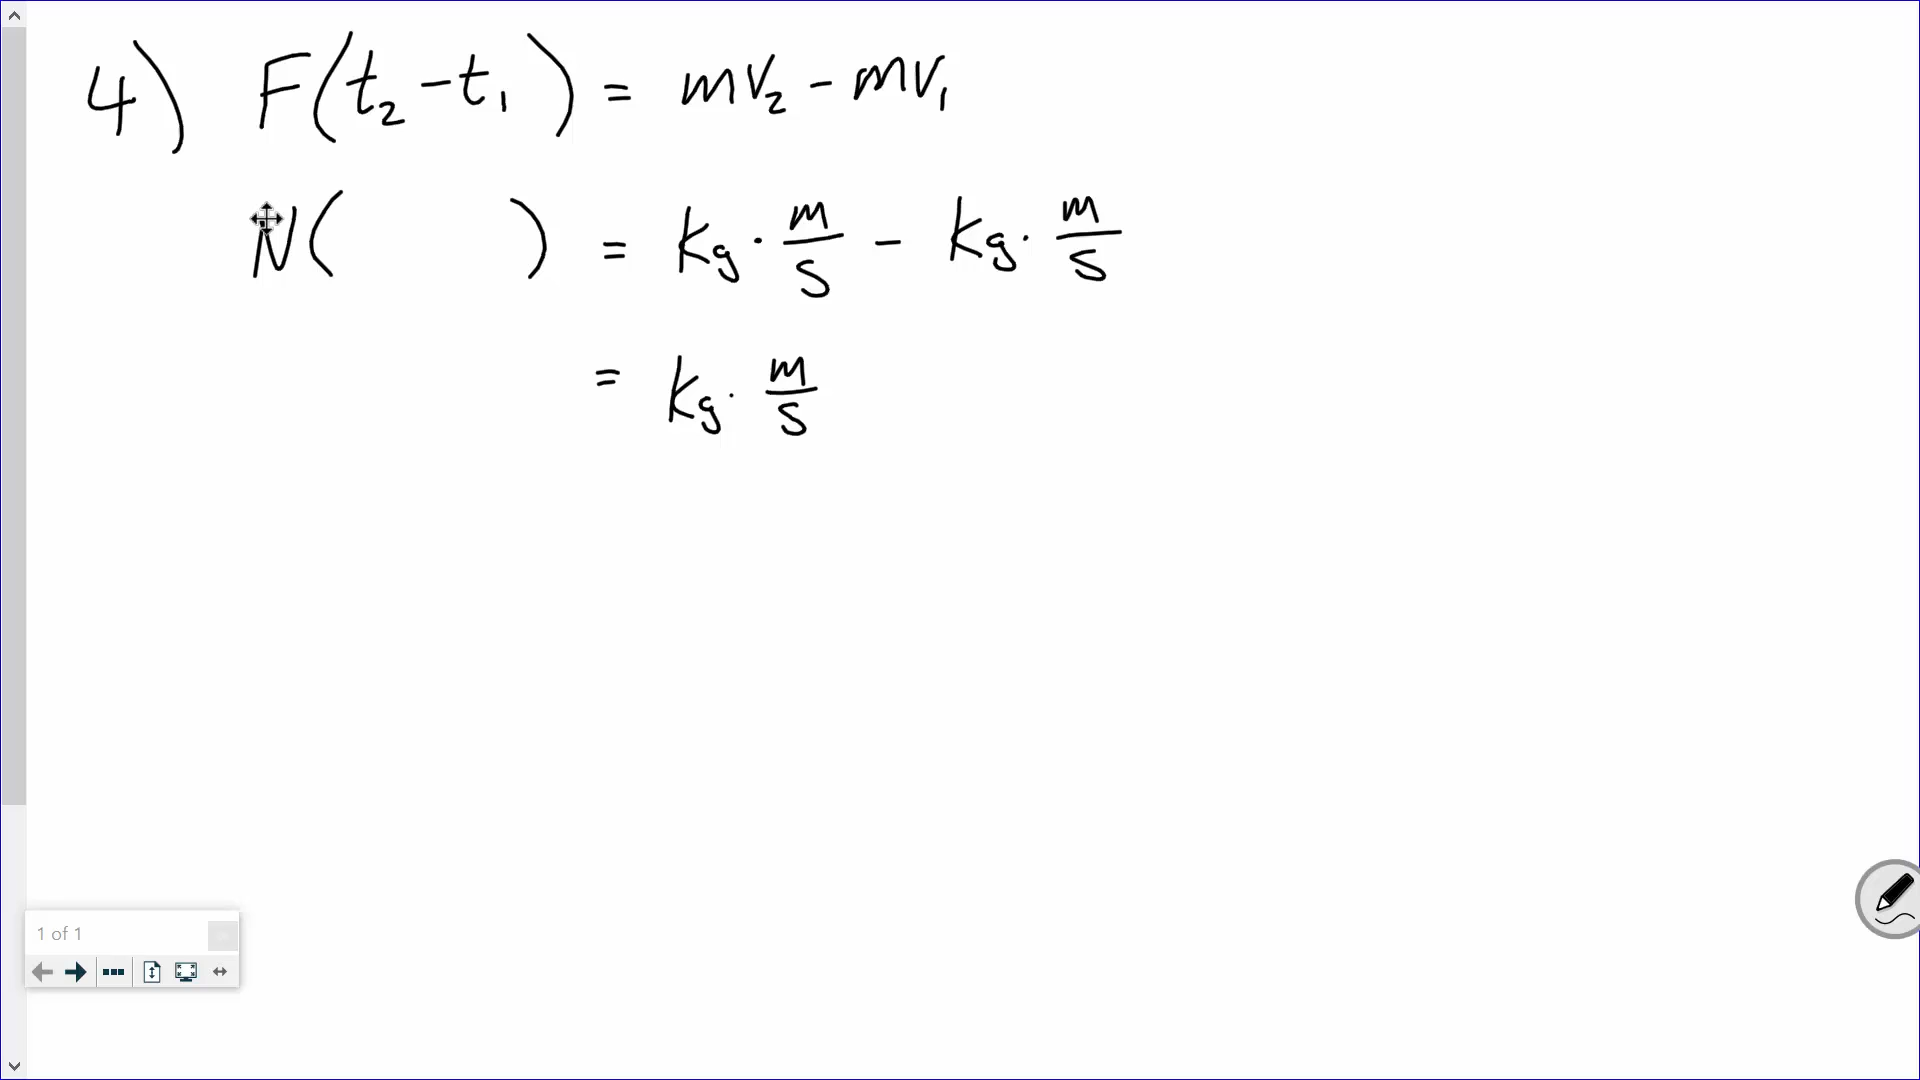 4) F(t₂ - t₁) = mv₂ - mv₁
N( ) = kg · m/s - kg · m/s
= kg · m/s
1 of 1